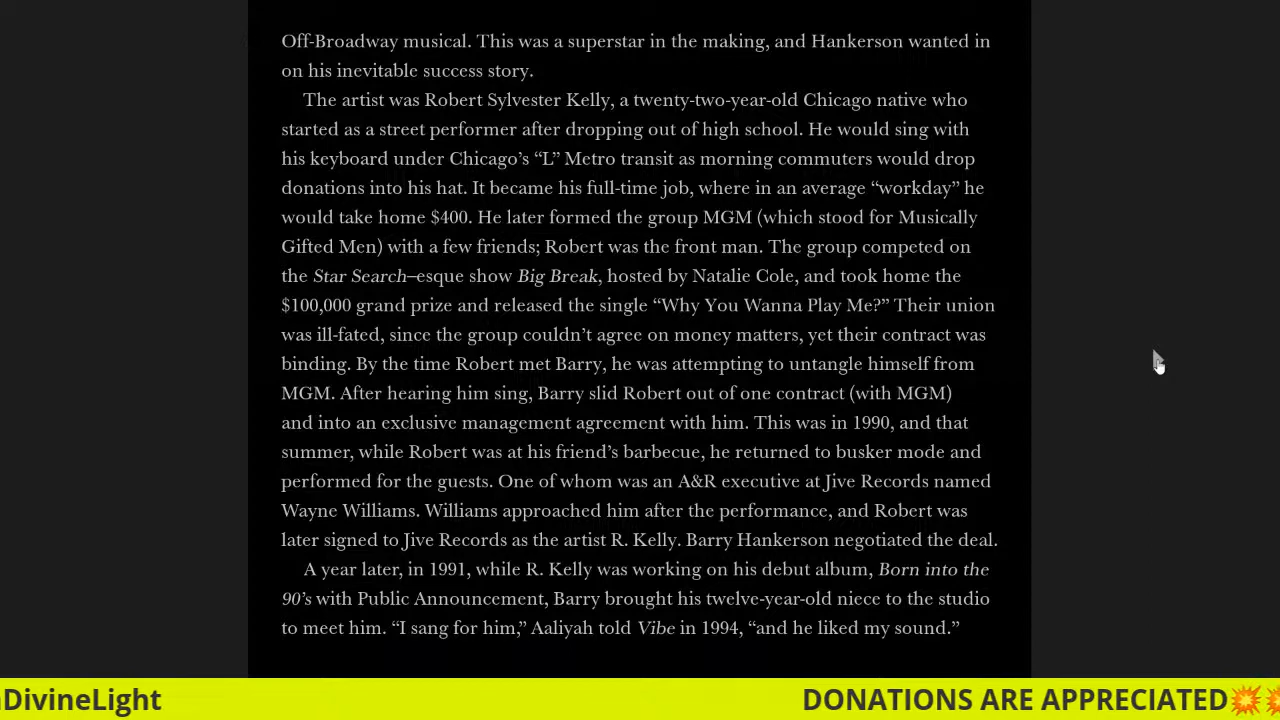 Off-Broadway musical. This was a superstar in the making, and Hankerson wanted in
on his inevitable success story.
The artist was Robert Sylvester Kelly, a twenty-two-year-old Chicago native who
started as a street performer after dropping out of high school. He would sing with
his keyboard under Chicago’s “L” Metro transit as morning commuters would drop
donations into his hat. It became his full-time job, where in an average “workday” he
would take home $400. He later formed the group MGM (which stood for Musically
Gifted Men) with a few friends; Robert was the front man. The group competed on
the Star Search–esque show Big Break, hosted by Natalie Cole, and took home the
$100,000 grand prize and released the single “Why You Wanna Play Me?” Their union
was ill-fated, since the group couldn’t agree on money matters, yet their contract was
binding. By the time Robert met Barry, he was attempting to untangle himself from
MGM. After hearing him sing, Barry slid Robert out of one contract (with MGM)
and into an exclusive management agreement with him. This was in 1990, and that
summer, while Robert was at his friend’s barbecue, he returned to busker mode and
performed for the guests. One of whom was an A&R executive at Jive Records named
Wayne Williams. Williams approached him after the performance, and Robert was
later signed to Jive Records as the artist R. Kelly. Barry Hankerson negotiated the deal.
A year later, in 1991, while R. Kelly was working on his debut album, Born into the
90’s with Public Announcement, Barry brought his twelve-year-old niece to the studio
to meet him. “I sang for him,” Aaliyah told Vibe in 1994, “and he liked my sound.”
DivineLight DONATIONS ARE APPRECIATED💥